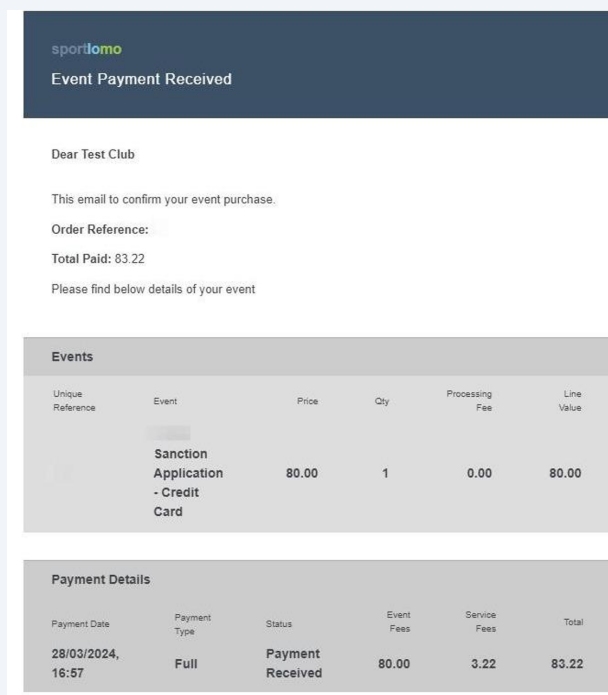 sportlomo
Event Payment Received
Dear Test Club
This email to confirm your event purchase.
Order Reference:
Total Paid: 83.22
Please find below details of your event
Events
Unique Reference Event Price Qty Processing Fee Line Value
Sanction Application - Credit Card 80.00 1 0.00 80.00
Payment Details
Payment Date Payment Type Status Event Fees Service Fees Total
28/03/2024, 16:57 Full Payment Received 80.00 3.22 83.22